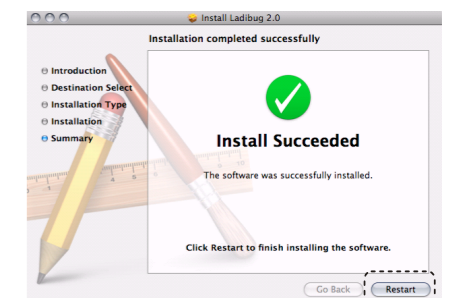 Install Ladibug 2.0
Installation completed successfully
Introduction
Destination Select
Installation Type
Installation
Summary
Install Succeeded
The software was successfully installed.
Click Restart to finish installing the software.
Go Back
Restart